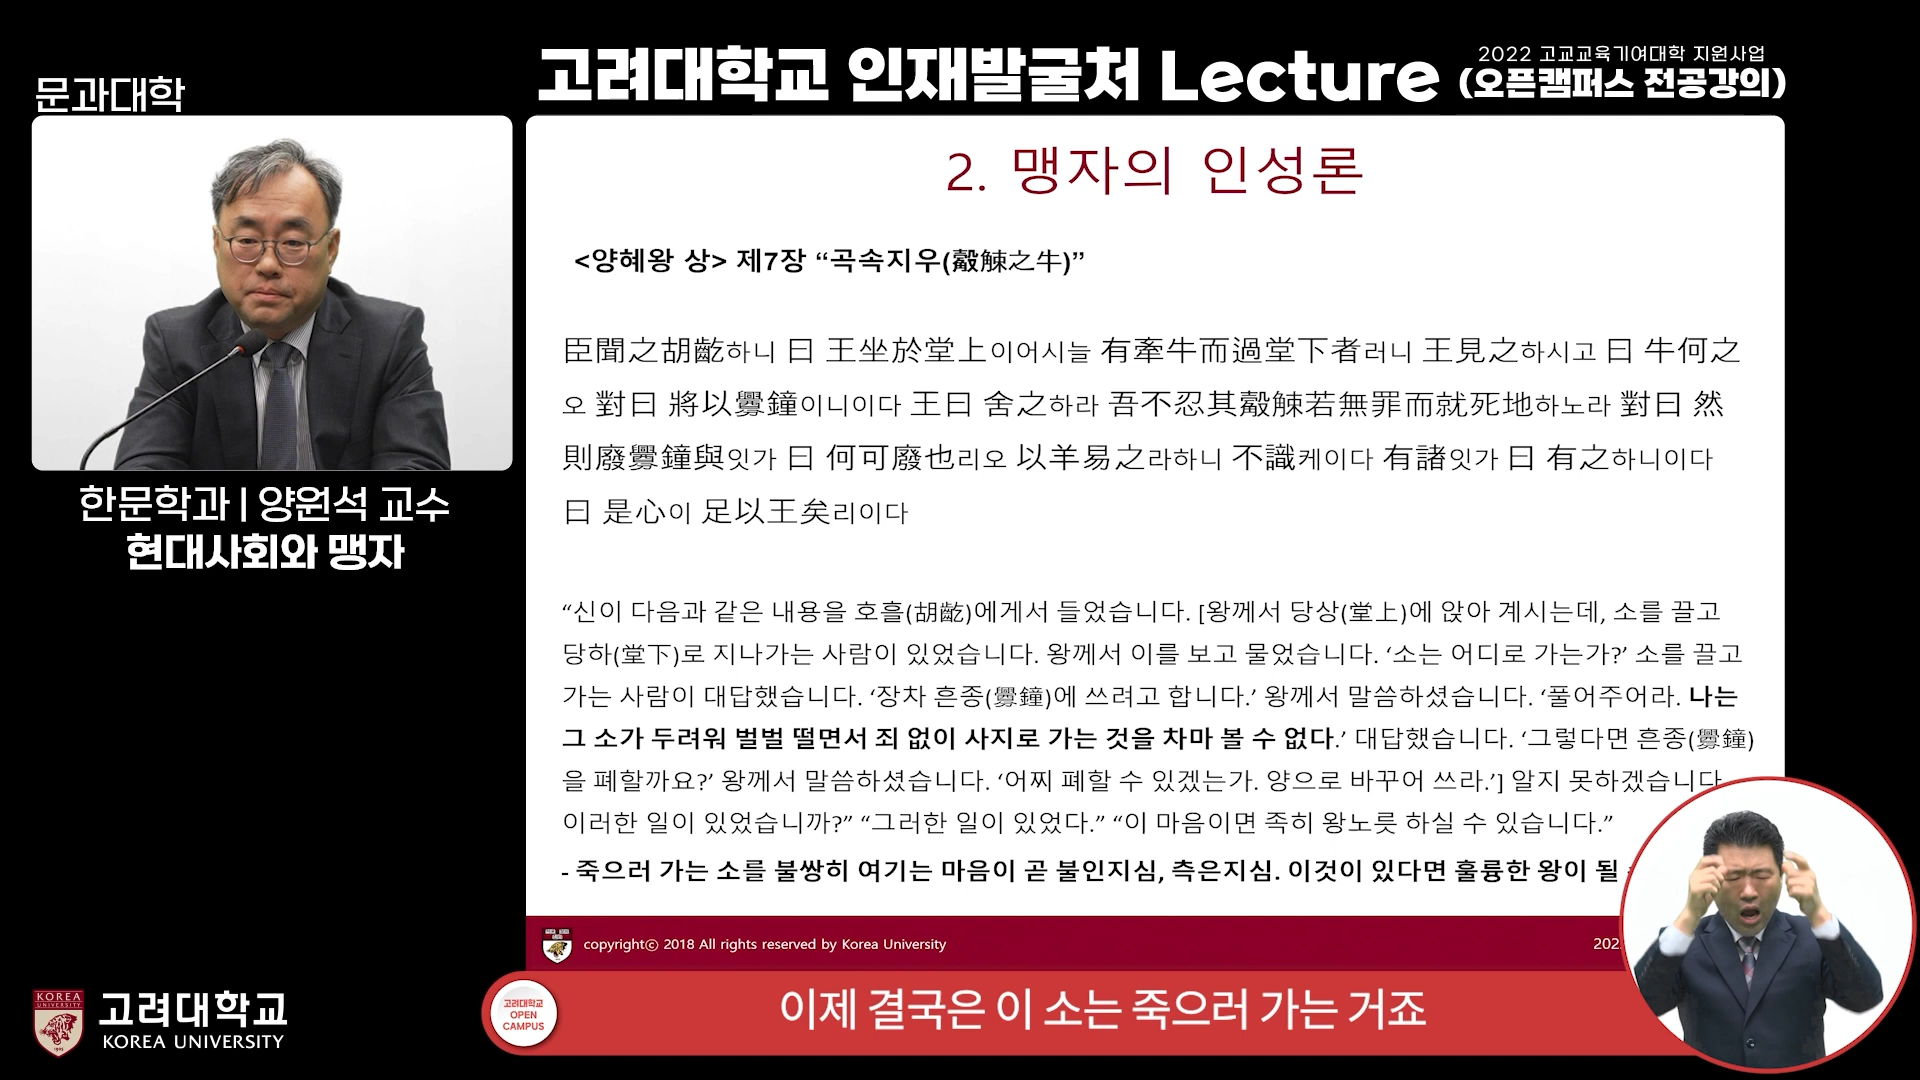 문과대학
고려대학교 인재발굴처 Lecture
2022 고교교육기여대학 지원사업
(오픈캠퍼스 전공강의)
한문학과 | 양원석 교수
현대사회와 맹자
2. 맹자의 인성론
<양혜왕 상> 제7장 “곡속지우(觳觫之牛)”
臣聞之胡齕하니 曰 王坐於堂上이어시늘 有牽牛而過堂下者러니 王見之하시고 曰 牛何之
오 對曰 將以釁鐘이니이다 王曰 舍之하라 吾不忍其觳觫若無罪而就死地하노라 對曰 然
則廢釁鐘與잇가 曰 何可廢也리오 以羊易之라하니 不識케이다 有諸잇가 曰 有之하니이다
曰 是心이 足以王矣리이다
“신이 다음과 같은 내용을 호흘(胡齕)에게서 들었습니다. [왕께서 당상(堂上)에 앉아 계시는데, 소를 끌고
당하(堂下)로 지나가는 사람이 있었습니다. 왕께서 이를 보고 물었습니다. ‘소는 어디로 가는가?’ 소를 끌고
가는 사람이 대답했습니다. ‘장차 흔종(釁鐘)에 쓰려고 합니다.’ 왕께서 말씀하셨습니다. ‘풀어주어라. 나는
그 소가 두려워 벌벌 떨면서 죄 없이 사지로 가는 것을 차마 볼 수 없다.’ 대답했습니다. ‘그렇다면 흔종(釁鐘)
을 폐할까요?’ 왕께서 말씀하셨습니다. ‘어찌 폐할 수 있겠는가. 양으로 바꾸어 쓰라.’] 알지 못하겠습니다
이러한 일이 있었습니까?” “그러한 일이 있었다.” “이 마음이면 족히 왕노릇 하실 수 있습니다.”
- 죽으러 가는 소를 불쌍히 여기는 마음이 곧 불인지심, 측은지심. 이것이 있다면 훌륭한 왕이 될
copyrightⓒ 2018 All rights reserved by Korea University
202
고려대학교
OPEN
CAMPUS
이제 결국은 이 소는 죽으러 가는 거죠
KOREA
UNIVERSITY
1905
고려대학교
KOREA UNIVERSITY